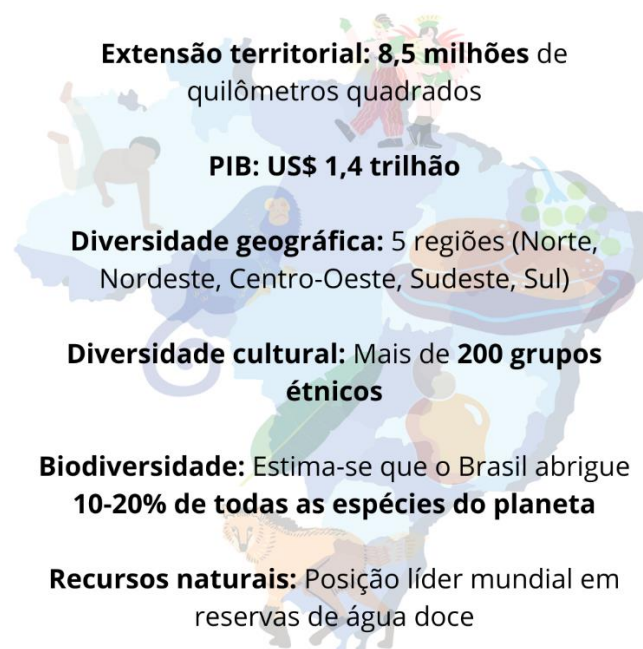 Extensão territorial: 8,5 milhões de
quilômetros quadrados
PIB: US$ 1,4 trilhão
Diversidade geográfica: 5 regiões (Norte,
Nordeste, Centro-Oeste, Sudeste, Sul)
Diversidade cultural: Mais de 200 grupos
étnicos
Biodiversidade: Estima-se que o Brasil abrigue
10-20% de todas as espécies do planeta
Recursos naturais: Posição líder mundial em
reservas de água doce